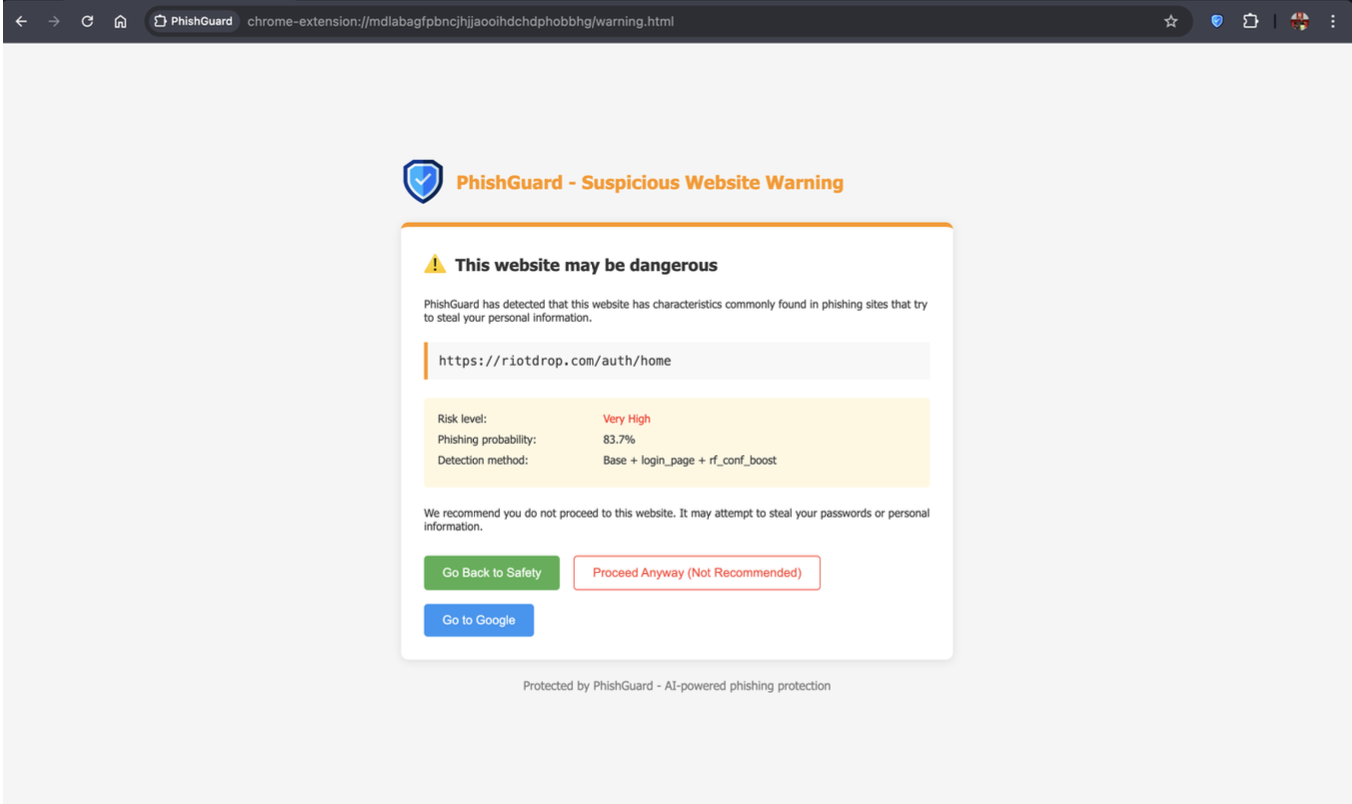 PhishGuard chrome-extension://mdlabagfpbncjhjjaooihdchdphobbhg/warning.html
PhishGuard - Suspicious Website Warning
This website may be dangerous
PhishGuard has detected that this website has characteristics commonly found in phishing sites that try
to steal your personal information.
https://riotdrop.com/auth/home
Risk level: Very High
Phishing probability: 83.7%
Detection method: Base + login_page + rf_conf_boost
We recommend you do not proceed to this website. It may attempt to steal your passwords or personal
information.
Go Back to Safety Proceed Anyway (Not Recommended)
Go to Google
Protected by PhishGuard - AI-powered phishing protection